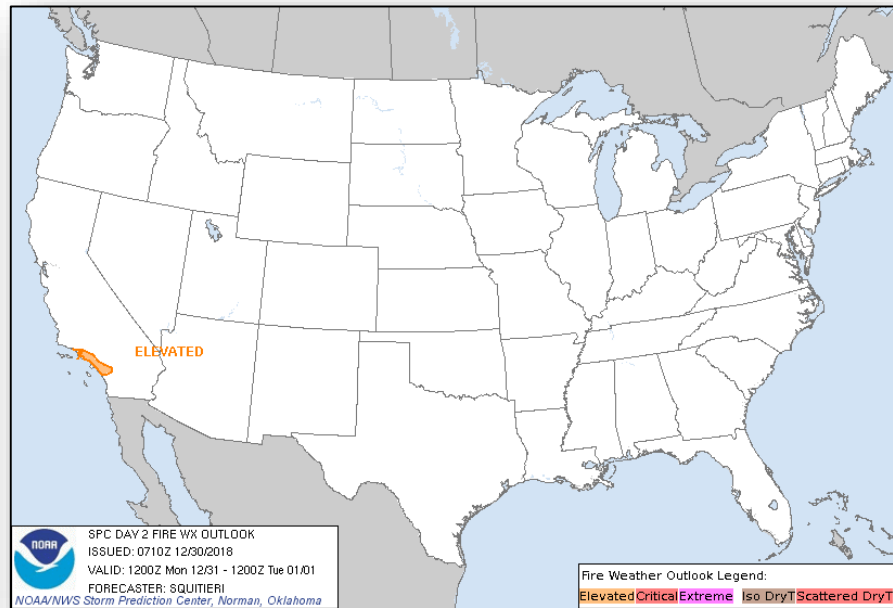 ELEVATED
NOAA
SPC DAY 2 FIRE WX OUTLOOK
ISSUED: 0710Z 12/30/2018
VALID: 1200Z Mon 12/31 - 1200Z Tue 01/01
FORECASTER: SQUITIERI
NOAA/NWS Storm Prediction Center, Norman, Oklahoma
Fire Weather Outlook Legend:
Elevated Critical Extreme Iso DryT Scattered DryT